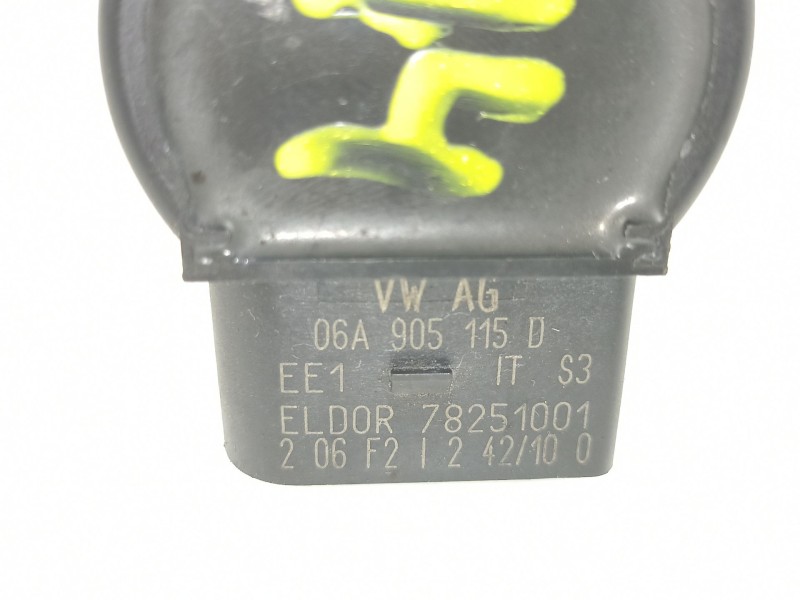 VW AG
06A 905 115 D
EE1 IT S3
ELDOR 78251001
2 06 F2 I 2 42/10 0